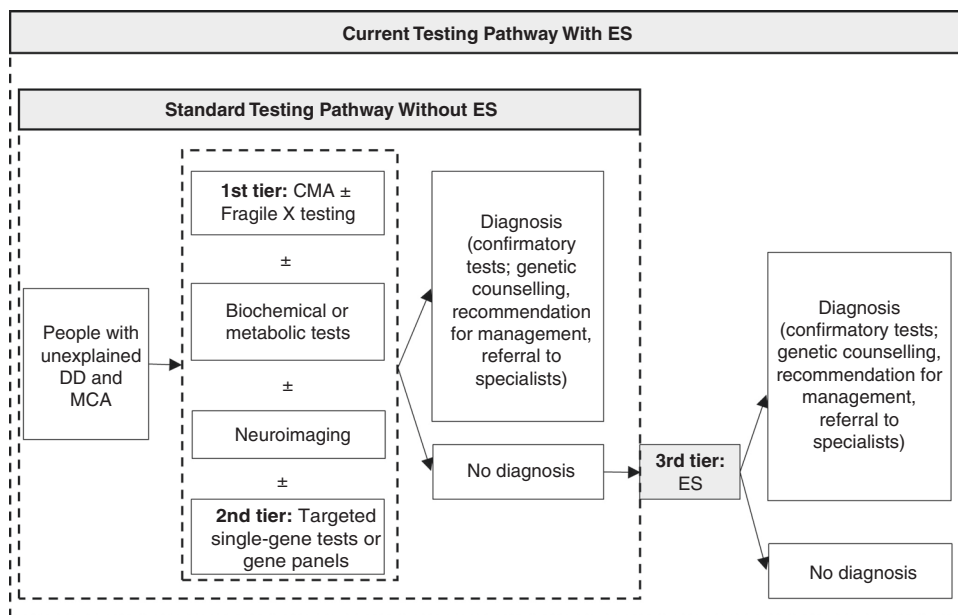 Current Testing Pathway With ES
Standard Testing Pathway Without ES
People with
unexplained
DD and
MCA
1st tier: CMA ±
Fragile X testing
±
Biochemical or
metabolic tests
±
Neuroimaging
±
2nd tier: Targeted
single-gene tests or
gene panels
Diagnosis
(confirmatory
tests; genetic
counselling,
recommendation
for management,
referral to
specialists)
No diagnosis
3rd tier:
ES
Diagnosis
(confirmatory tests;
genetic counselling,
recommendation for
management,
referral to
specialists)
No diagnosis